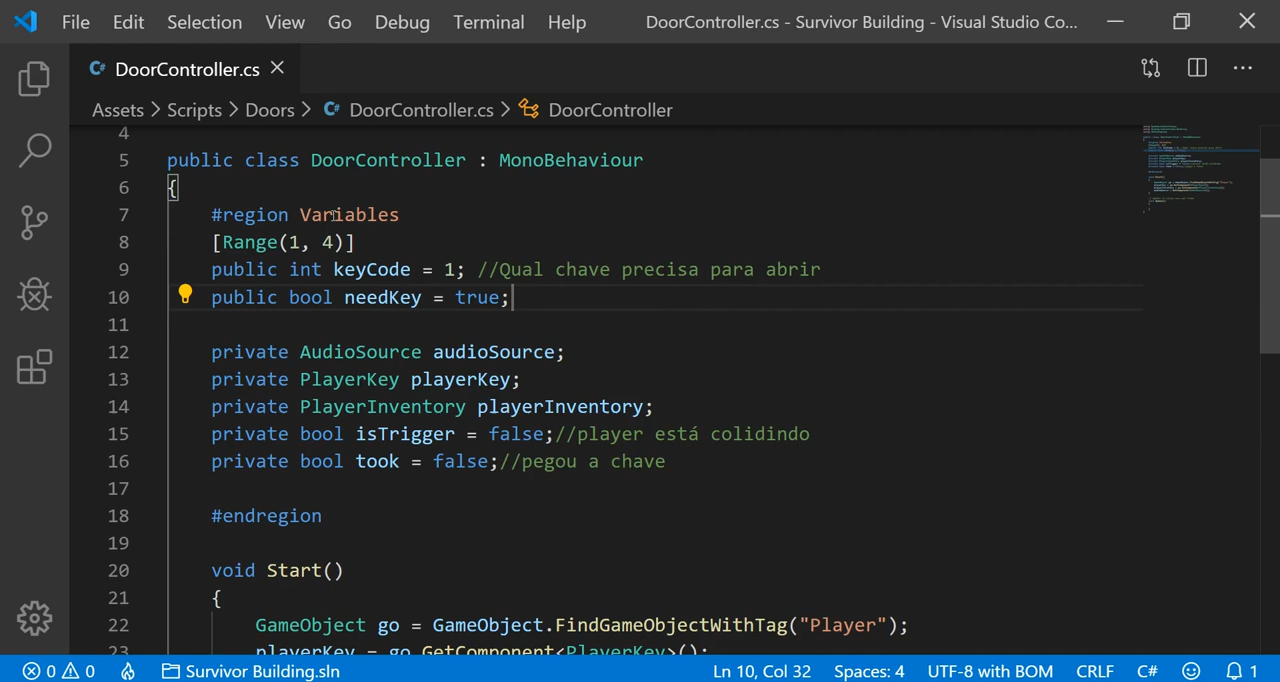 File Edit Selection View Go Debug Terminal Help DoorController.cs - Survivor Building - Visual Studio Co...
DoorController.cs
Assets > Scripts > Doors > DoorController.cs > DoorController
4
5 public class DoorController : MonoBehaviour
6 {
7 #region Variables
8 [Range(1, 4)]
9 public int keyCode = 1; //Qual chave precisa para abrir
10 public bool needKey = true;
11
12 private AudioSource audioSource;
13 private PlayerKey playerKey;
14 private PlayerInventory playerInventory;
15 private bool isTrigger = false;//player está colidindo
16 private bool took = false;//pegou a chave
17
18 #endregion
19
20 void Start()
21 {
22 GameObject go = GameObject.FindGameObjectWithTag("Player");
23 playerKey = go.GetComponent<PlayerKey>();
0 0 Survivor Building.sln Ln 10, Col 32 Spaces: 4 UTF-8 with BOM CRLF C# 1